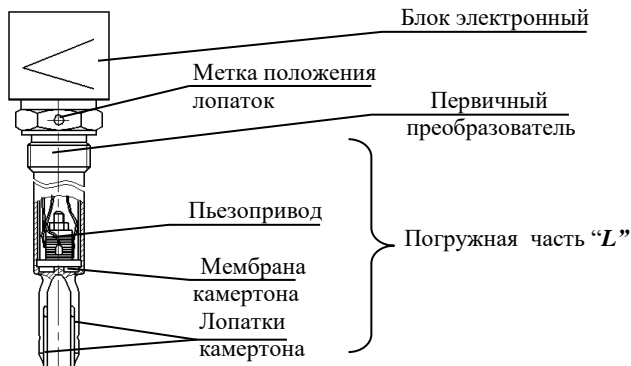 Блок электронный
Метка положения
лопаток
Первичный
преобразователь
Пьезопривод
Погружная часть “L”
Мембрана
камертона
Лопатки
камертона